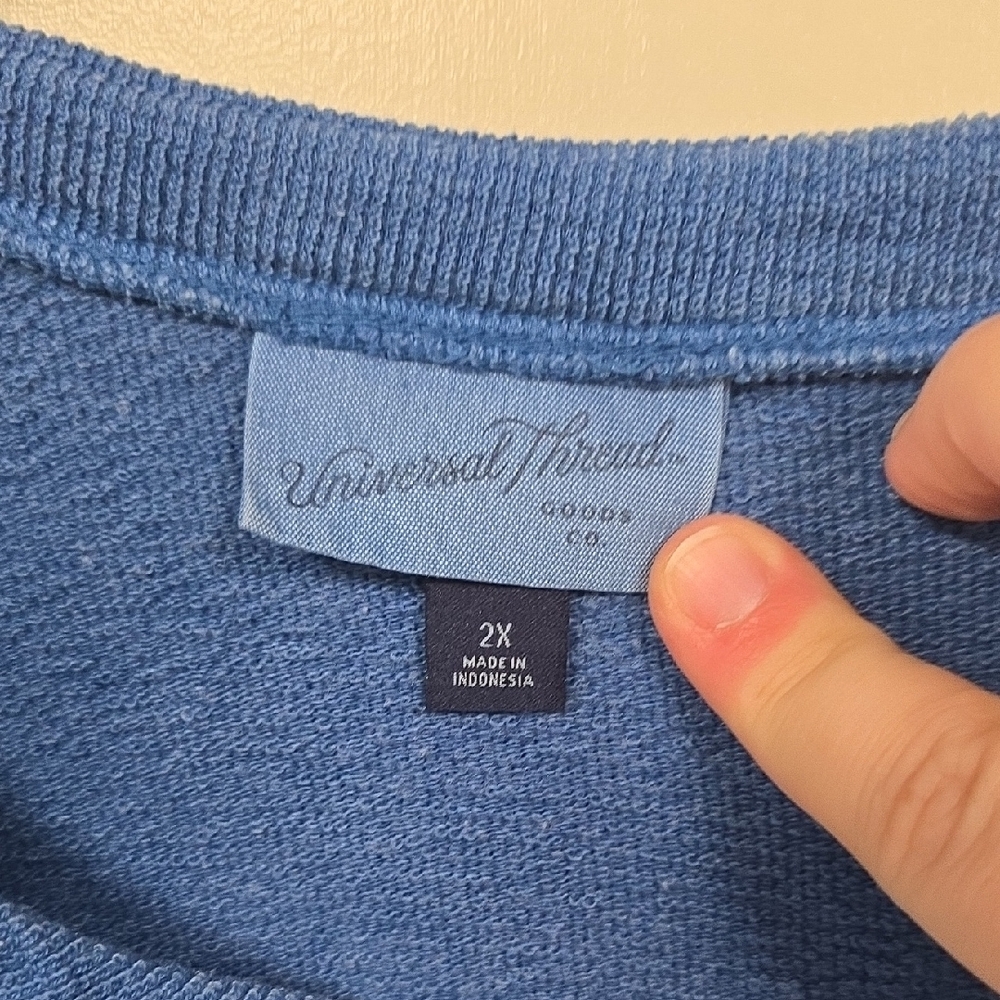 Universal Thread
GOODS
CO.
2X
MADE IN
INDONESIA